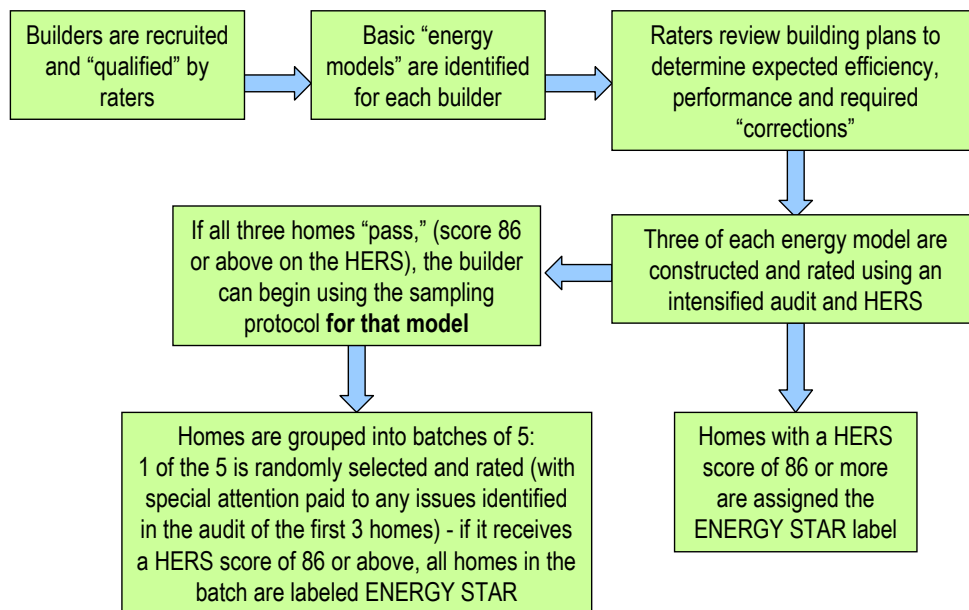 Builders are recruited
and “qualified” by
raters
Basic “energy
models” are identified
for each builder
Raters review building plans to
determine expected efficiency,
performance and required
“corrections”
Three of each energy model are
constructed and rated using an
intensified audit and HERS
If all three homes “pass,” (score 86
or above on the HERS), the builder
can begin using the sampling
protocol for that model
Homes are grouped into batches of 5:
1 of the 5 is randomly selected and rated (with
special attention paid to any issues identified
in the audit of the first 3 homes) - if it receives
a HERS score of 86 or above, all homes in the
batch are labeled ENERGY STAR
Homes with a HERS
score of 86 or more
are assigned the
ENERGY STAR label